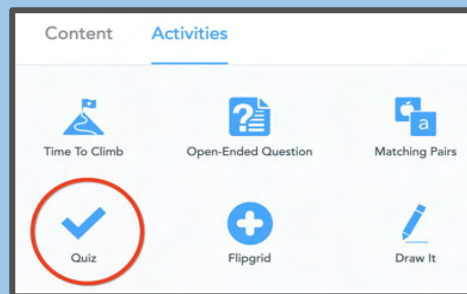 Content Activities
Time To Climb Open-Ended Question Matching Pairs
Quiz Flipgrid Draw It